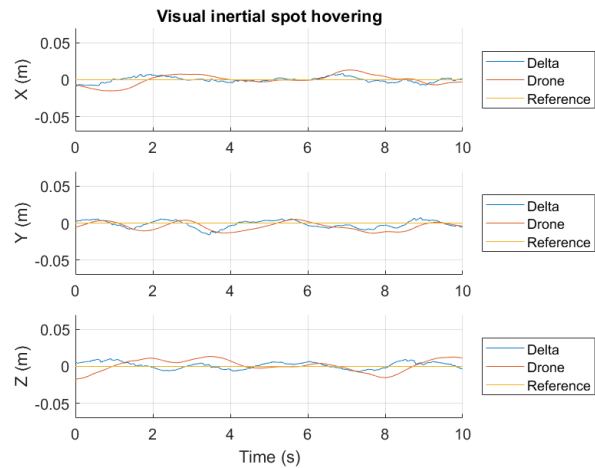 Visual inertial spot hovering
0.05
0
-0.05
X (m)
0 2 4 6 8 10
Delta
Drone
Reference
0.05
0
-0.05
Y (m)
0 2 4 6 8 10
Delta
Drone
Reference
0.05
0
-0.05
Z (m)
0 2 4 6 8 10
Time (s)
Delta
Drone
Reference